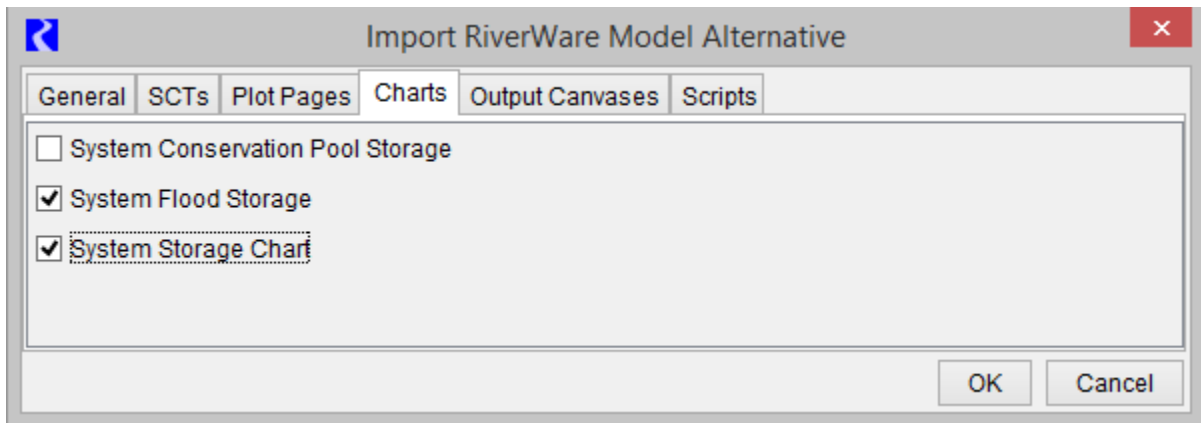 Import RiverWare Model Alternative
General SCTs Plot Pages Charts Output Canvases Scripts
System Conservation Pool Storage
System Flood Storage
System Storage Chart
OK Cancel